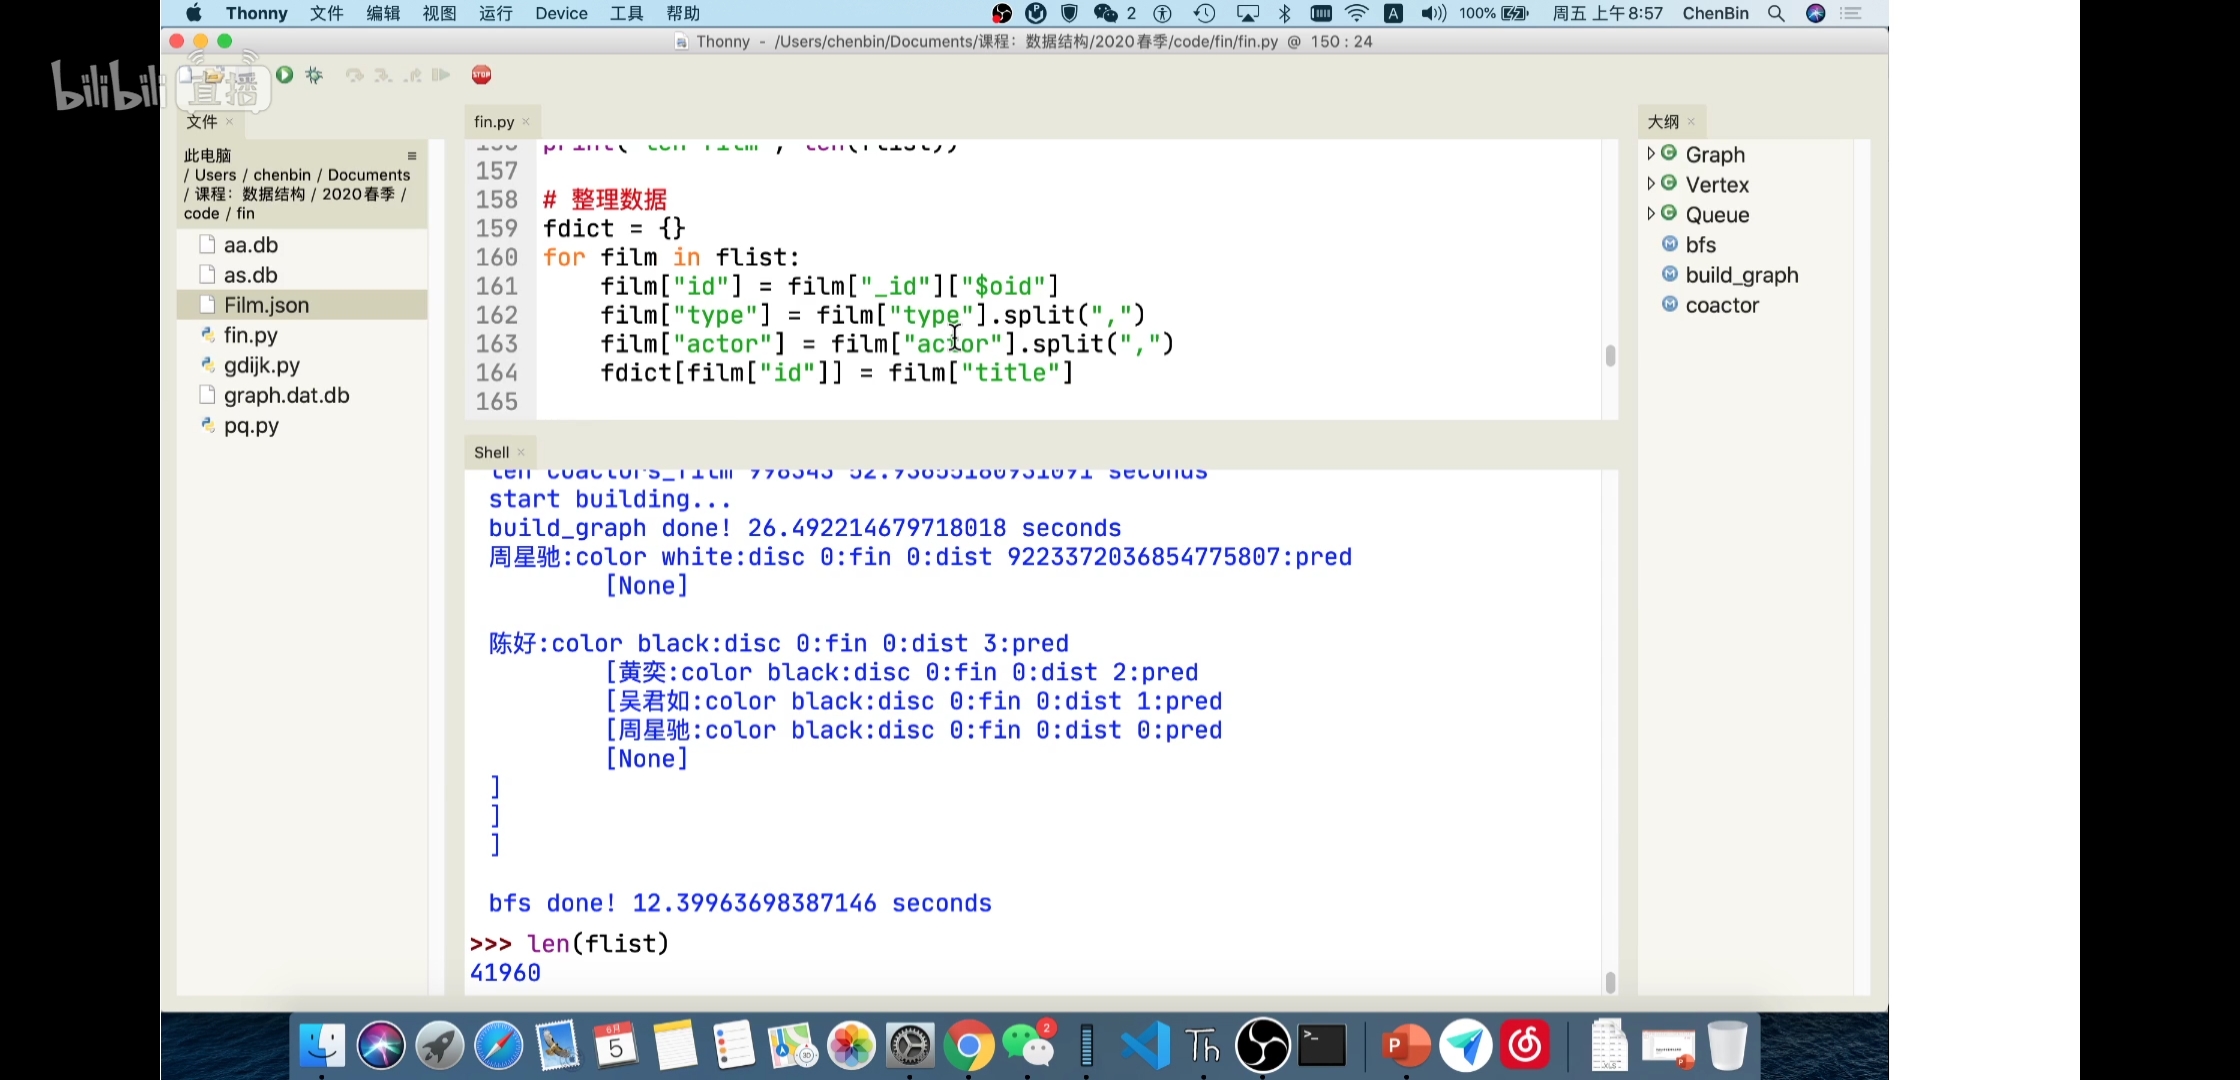 Thonny 文件 编辑 视图 运行 Device 工具 帮助 2 A 100% 周五 上午8:57 ChenBin
Thonny - /Users/chenbin/Documents/课程：数据结构/2020春季/code/fin/fin.py @ 150 : 24
bilibili 直播
STOP
文件 ×
此电脑
/ Users / chenbin / Documents
/ 课程：数据结构 / 2020春季 /
code / fin
aa.db
as.db
Film.json
fin.py
gdijk.py
graph.dat.db
pq.py
fin.py ×
157
158 # 整理数据
159 fdict = {}
160 for film in flist:
161 film["id"] = film["_id"]["$oid"]
162 film["type"] = film["type"].split(",")
163 film["actor"] = film["actor"].split(",")
164 fdict[film["id"]] = film["title"]
165
Shell ×
start building...
build_graph done! 26.492214679718018 seconds
周星驰:color white:disc 0:fin 0:dist 9223372036854775807:pred
[None]
陈好:color black:disc 0:fin 0:dist 3:pred
[黄奕:color black:disc 0:fin 0:dist 2:pred
[吴君如:color black:disc 0:fin 0:dist 1:pred
[周星驰:color black:disc 0:fin 0:dist 0:pred
[None]
]
]
]
bfs done! 12.39963698387146 seconds
>>> len(flist)
41960
大纲 ×
Graph
Vertex
Queue
bfs
build_graph
coactor
6月
5
3D
2
Th
>_
P
XLS